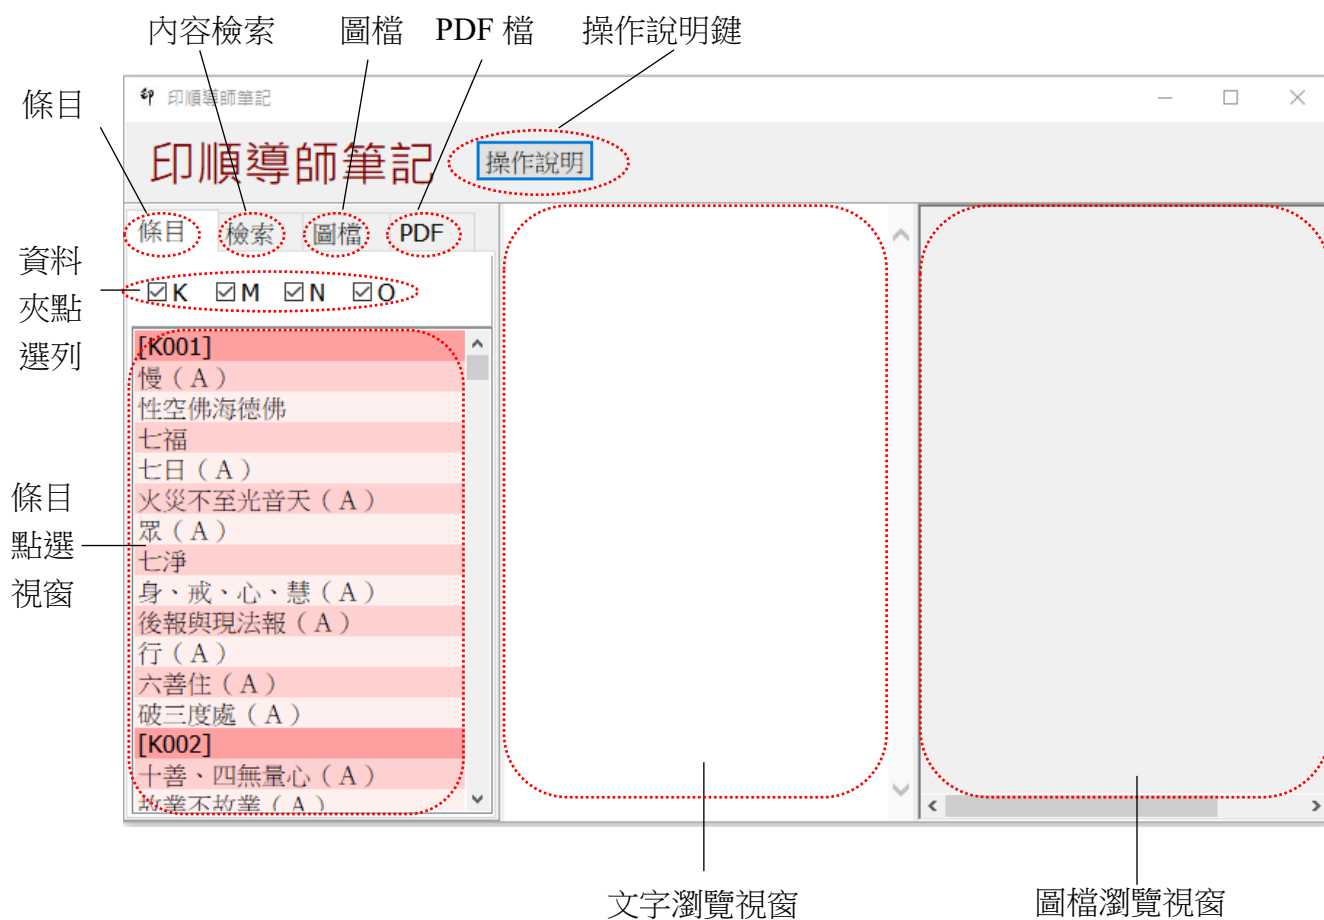 內容檢索 圖檔 PDF 檔 操作說明鍵
條目
印順導師筆記
印順導師筆記 操作說明
條目 檢索 圖檔 PDF
資料
夾點
選列
K M N O
[K001]
慢（A）
性空佛海德佛
七福
七日（A）
火災不至光音天（A）
眾（A）
七淨
身、戒、心、慧（A）
後報與現法報（A）
行（A）
六善住（A）
破三度處（A）
[K002]
十善、四無量心（A）
故業不故業（A）
條目
點選
視窗
文字瀏覽視窗 圖檔瀏覽視窗